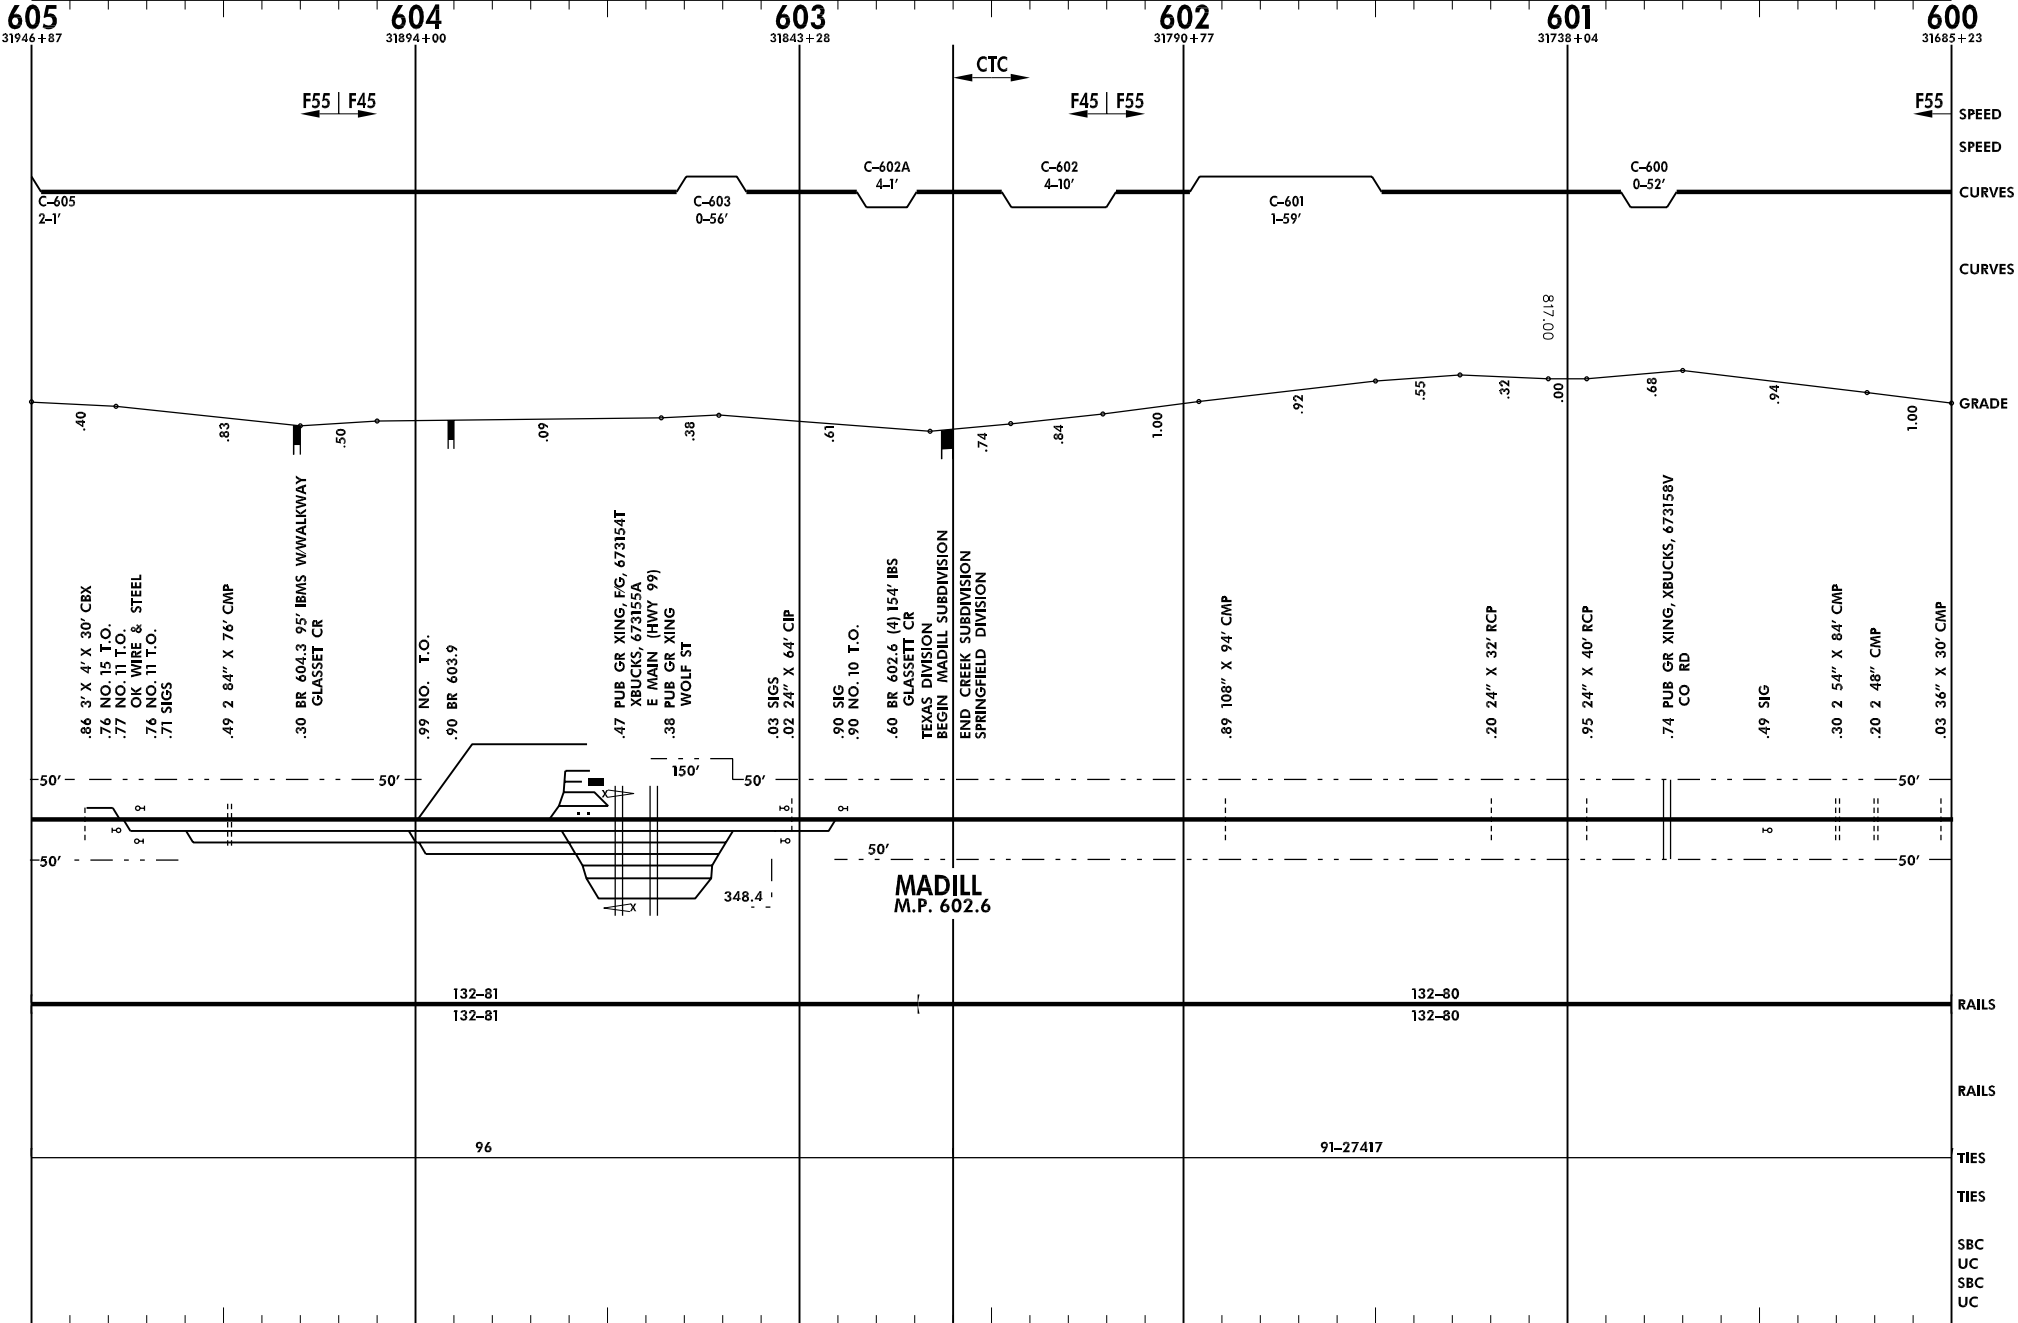 605 604 603 602 601 600
31946+87 31894+00 31843+28 31790+77 31738+04 31685+23
CTC
F55 F45 F45 F55 F55 SPEED
SPEED
C-602A C-602 C-600
4-1' 4-10' 0-52'
CURVES
C-605 C-603 C-601
2-1' 0-56' 1-59'
CURVES
817.00
.40 .83 .50 .09 .38 .61 .74 .84 1.00 .92 .55 .32 .00 .68 .94 1.00 GRADE
.86 3' X 4' X 30' CBX
.76 NO. 15 T.O.
.77 NO. 11 T.O.
OK WIRE & STEEL
.76 NO. 11 T.O.
.71 SIGS
.49 2 84" X 76' CMP
.30 BR 604.3 95' IBMS W/WALKWAY
GLASSET CR
.99 NO. T.O.
.90 BR 603.9
.47 PUB GR XING, F/G, 673154T
XBUCKS, 673155A
E MAIN (HWY 99)
.38 PUB GR XING
WOLF ST
.03 SIGS
.02 24" X 64' CIP
.90 SIG
.90 NO. 10 T.O.
.60 BR 602.6 (4) 154' IBS
GLASSETT CR
TEXAS DIVISION
BEGIN MADILL SUBDIVISION
END CREEK SUBDIVISION
SPRINGFIELD DIVISION
.89 108" X 94' CMP
.20 24" X 32' RCP
.95 24" X 40' RCP
.74 PUB GR XING, XBUCKS, 673158V
CO RD
.49 SIG
.30 2 54" X 84' CMP
.20 2 48" CMP
.03 36" X 30' CMP
150'
50' 50' 50' 50'
X
50' 50' 50'
348.4
X
MADILL
M.P. 602.6
132-81 132-80
RAILS
132-81 132-80
RAILS
96 91-27417
TIES
TIES
SBC
UC
SBC
UC